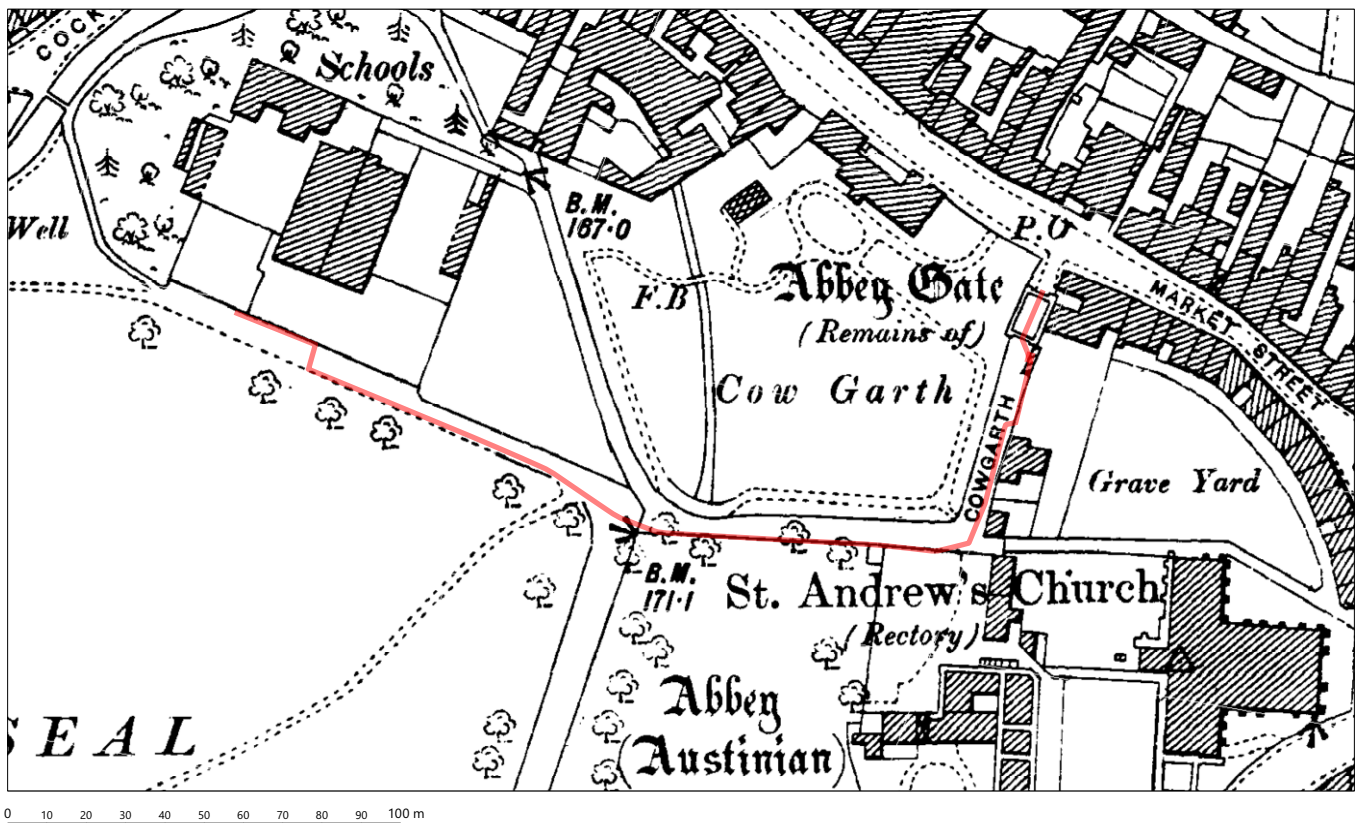 COCK
Schools
Well
B.M.
167·0
F.B
P.O
Abbey Gate
(Remains of)
MARKET STREET
Cow Garth
COWGARTH
Grave Yard
B.M.
171·1
St. Andrew's Church
(Rectory)
Abbey
(Austinian)
SEAL
0 10 20 30 40 50 60 70 80 90 100 m